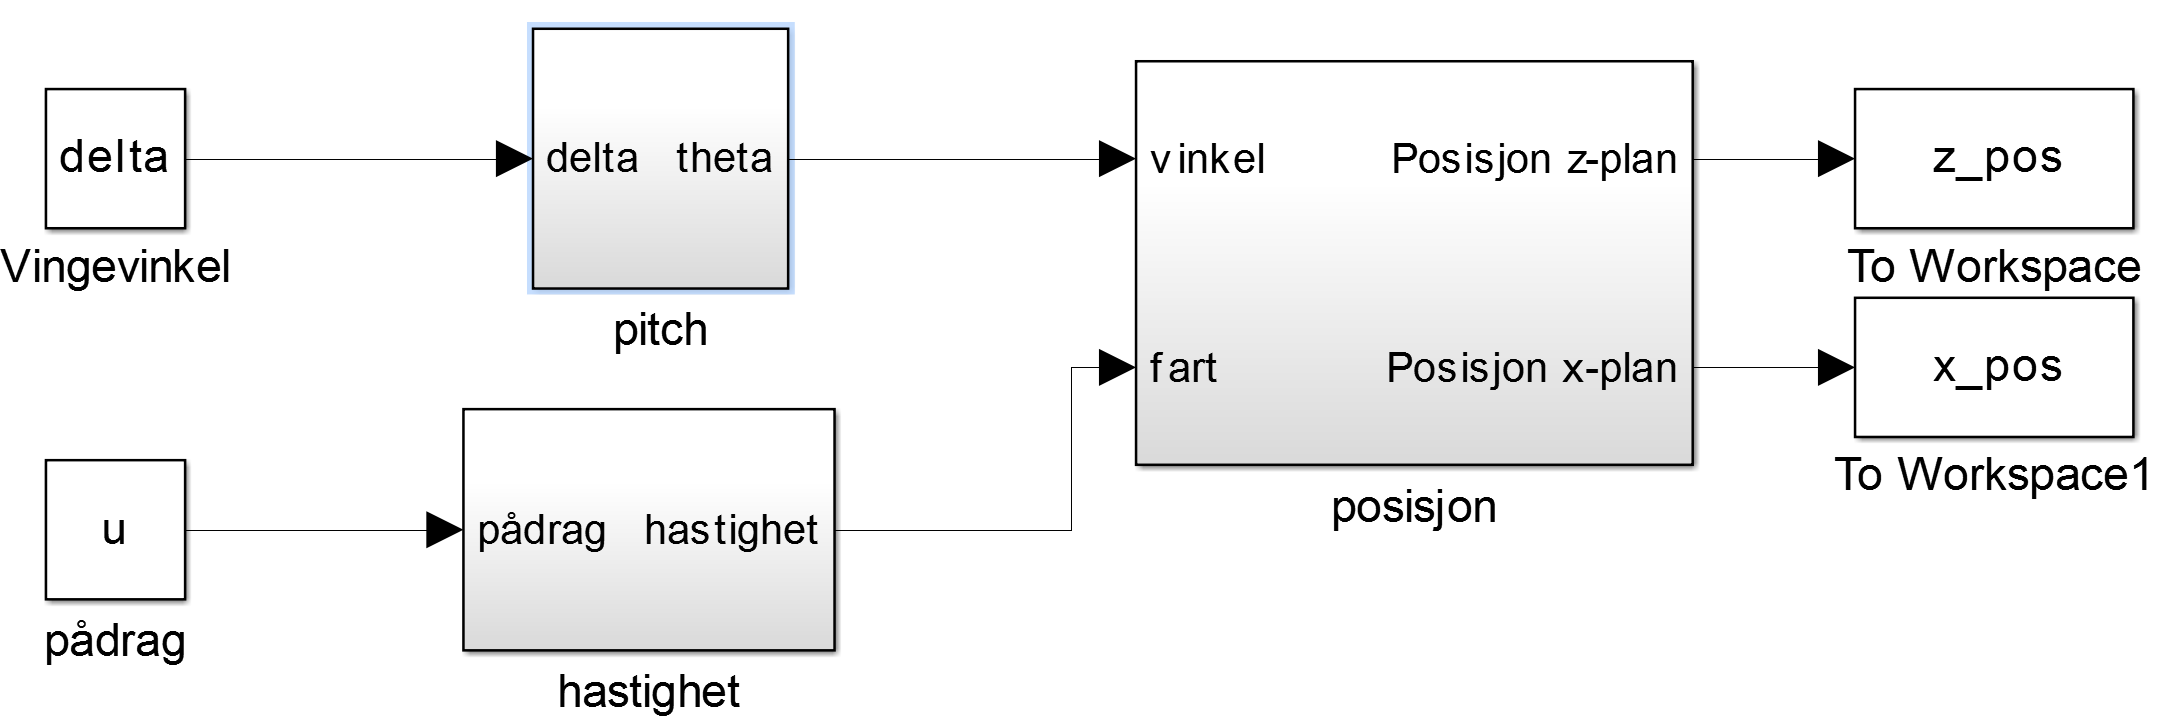 delta
Vingevinkel
delta theta
pitch
vinkel Posisjon z-plan
fart Posisjon x-plan
posisjon
z_pos
To Workspace
x_pos
To Workspace1
u
pådrag
pådrag hastighet
hastighet